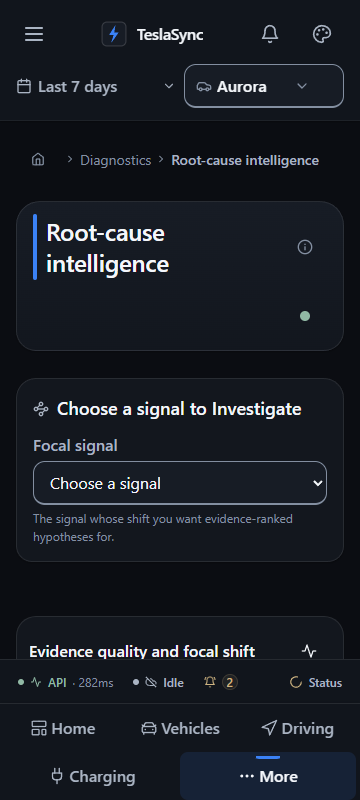 TeslaSync
Last 7 days
Aurora
Diagnostics
Root-cause intelligence
Root-cause
intelligence
Choose a signal to Investigate
Focal signal
Choose a signal
The signal whose shift you want evidence-ranked
hypotheses for.
Evidence quality and focal shift
API · 282ms
Idle
2
Status
Home
Vehicles
Driving
Charging
More